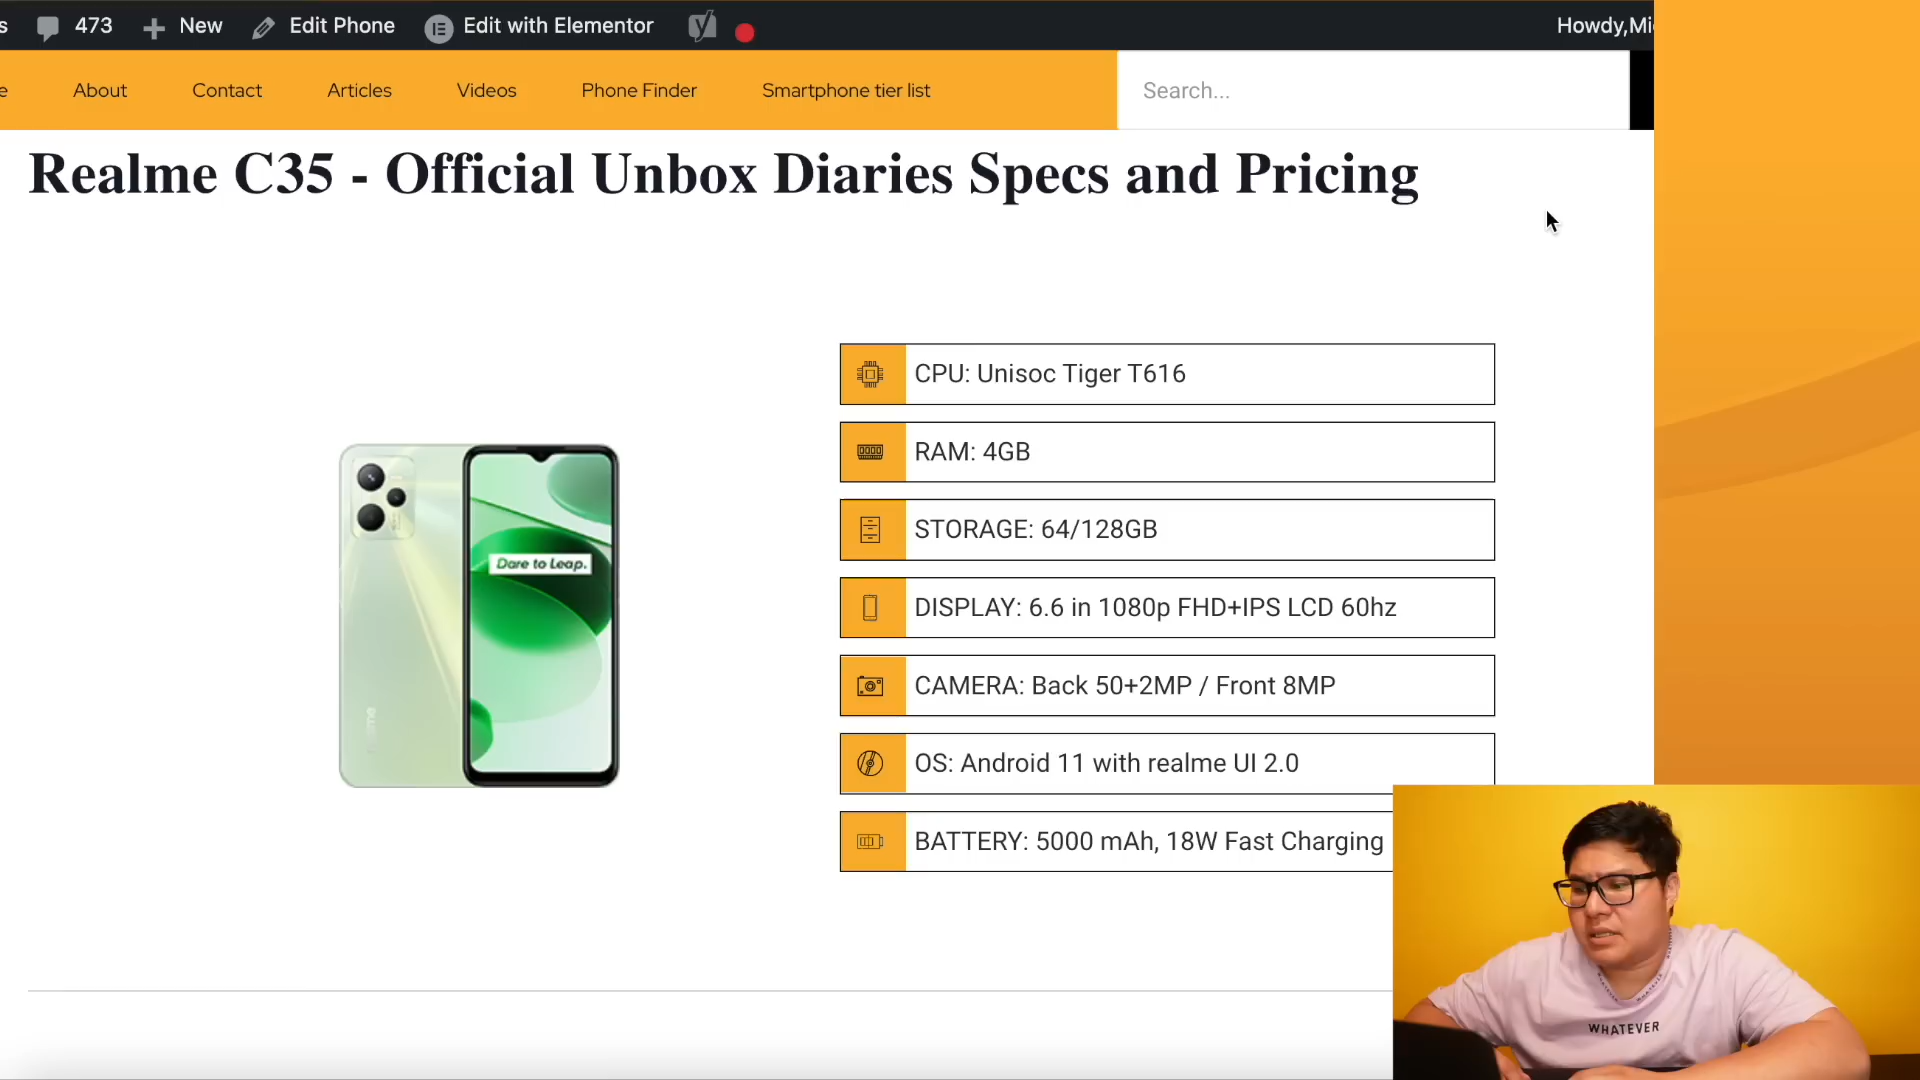 s 473 New Edit Phone Edit with Elementor Howdy,Mi
e About Contact Articles Videos Phone Finder Smartphone tier list Search...
Realme C35 - Official Unbox Diaries Specs and Pricing
CPU: Unisoc Tiger T616
RAM: 4GB
STORAGE: 64/128GB
Dare to Leap.
DISPLAY: 6.6 in 1080p FHD+IPS LCD 60hz
CAMERA: Back 50+2MP / Front 8MP
realme
OS: Android 11 with realme UI 2.0
BATTERY: 5000 mAh, 18W Fast Charging
WHATEVER